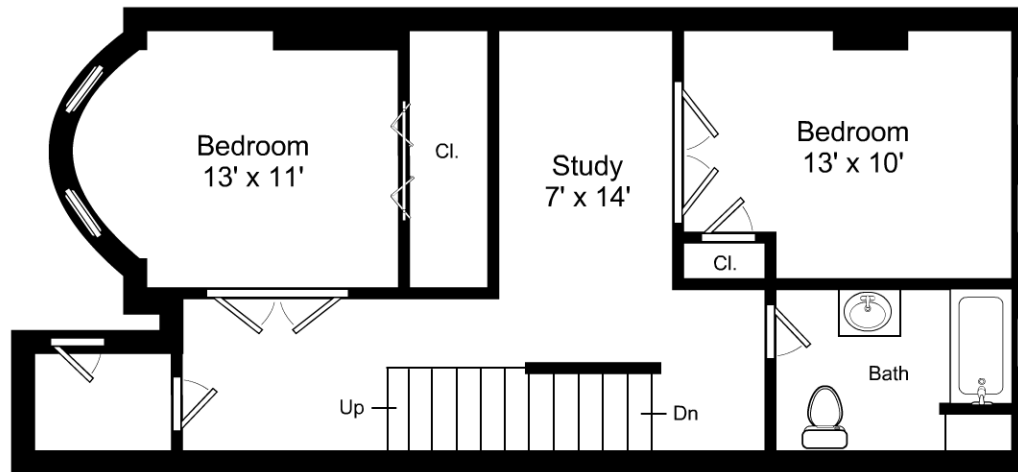 Bedroom
13' x 11'
Cl.
Study
7' x 14'
Bedroom
13' x 10'
Cl.
Up
Dn
Bath